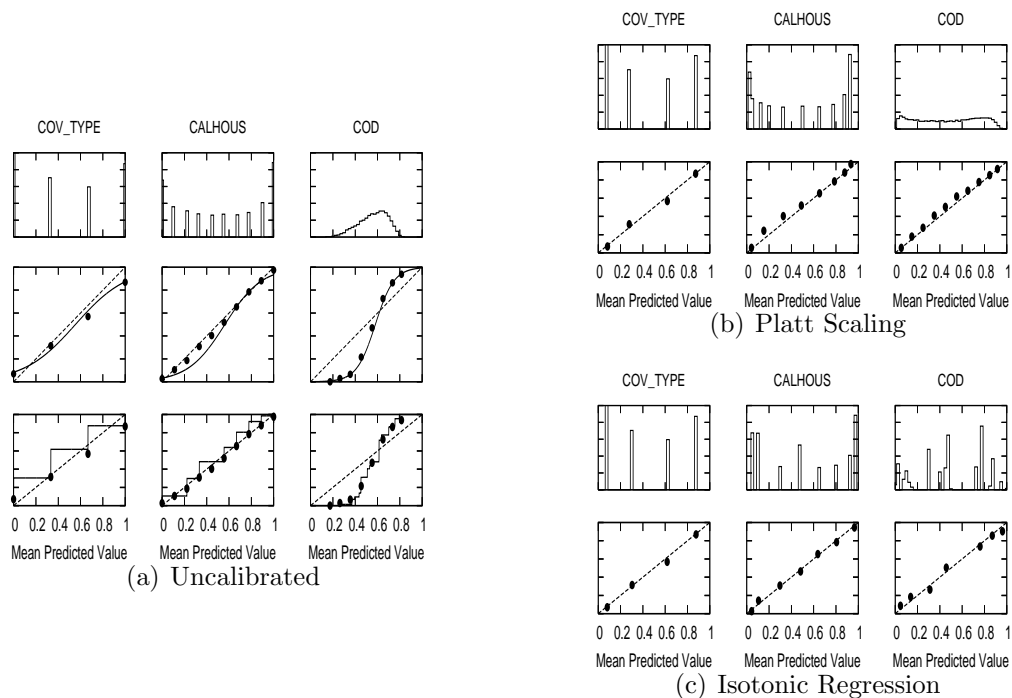 COV_TYPE CALHOUS COD
0 0.2 0.4 0.6 0.8 1 0 0.2 0.4 0.6 0.8 1 0 0.2 0.4 0.6 0.8 1
Mean Predicted Value Mean Predicted Value Mean Predicted Value
(a) Uncalibrated
COV_TYPE CALHOUS COD
0 0.2 0.4 0.6 0.8 1 0 0.2 0.4 0.6 0.8 1 0 0.2 0.4 0.6 0.8 1
Mean Predicted Value Mean Predicted Value Mean Predicted Value
(b) Platt Scaling
COV_TYPE CALHOUS COD
0 0.2 0.4 0.6 0.8 1 0 0.2 0.4 0.6 0.8 1 0 0.2 0.4 0.6 0.8 1
Mean Predicted Value Mean Predicted Value Mean Predicted Value
(c) Isotonic Regression